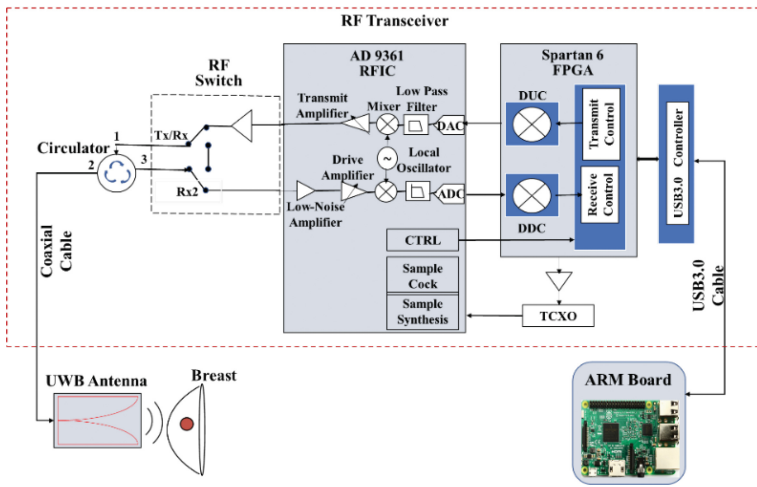 RF Transceiver
RF
Switch
AD 9361
RFIC
Spartan 6
FPGA
Transmit
Amplifier
Mixer
Low Pass
Filter
DAC
DUC
Transmit
Control
Tx/Rx
1
Circulator
2
3
Rx2
Drive
Amplifier
~
Local
Oscillator
Low-Noise
Amplifier
ADC
DDC
Receive
Control
USB3.0 Controller
CTRL
Sample
Cock
Sample
Synthesis
TCXO
Coaxial
Cable
USB3.0
Cable
UWB Antenna
Breast
ARM Board